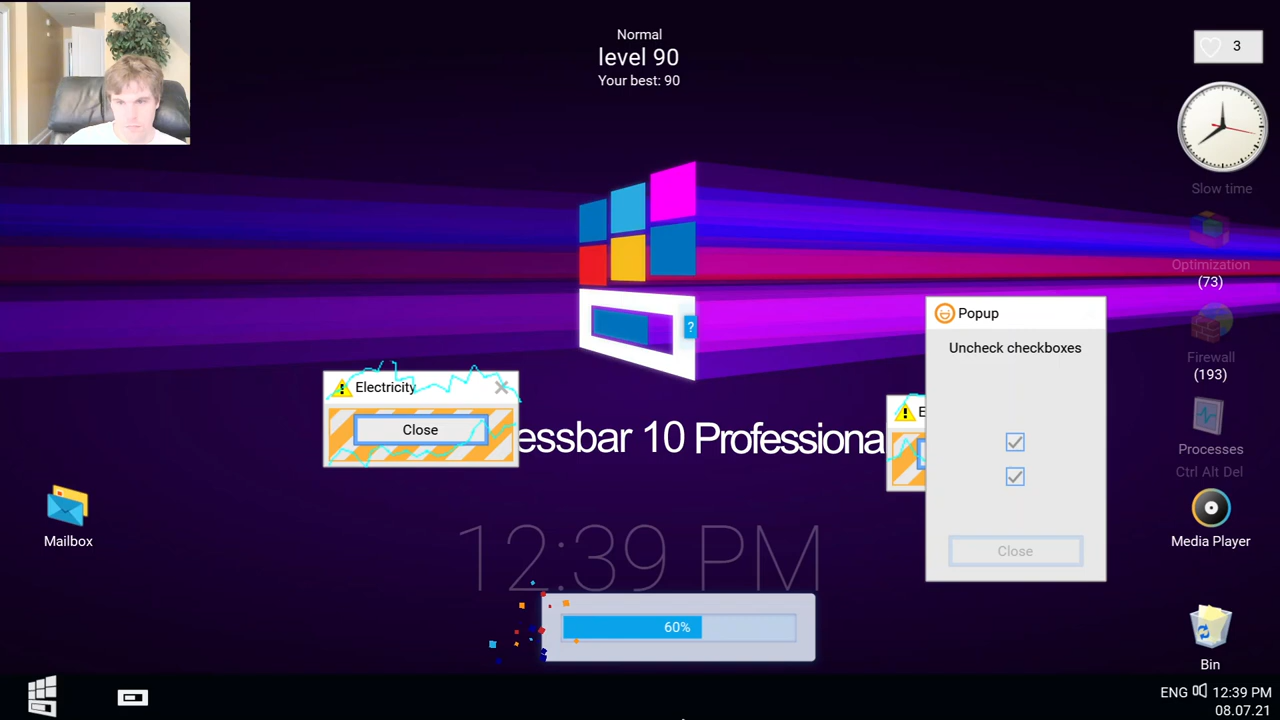 Normal
level 90
Your best: 90
3
Slow time
Optimization
(73)
Popup
?
Uncheck checkboxes
Firewall
(193)
Electricity
E
Close
essbar 10 Professiona
Processes
Ctrl Alt Del
Mailbox
12:39 PM
Media Player
Close
60%
Bin
ENG 12:39 PM
08.07.21